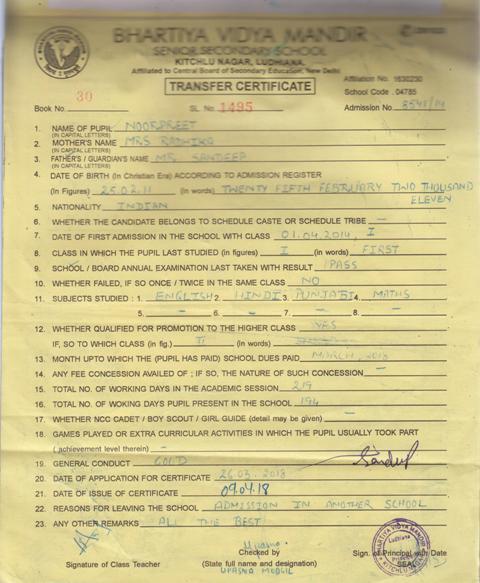 BHARTIYA VIDYA MANDIR
SENIOR SECONDARY SCHOOL
KITCHLU NAGAR, LUDHIANA.
Affiliated to Central Board of Secondary Education, New Delhi
TRANSFER CERTIFICATE
Affiliation No. 1630230
School Code : 04785
Book No. 30 SL No 1495 Admission No 8541/14
1. NAME OF PUPIL NOORPREET
(IN CAPITAL LETTERS)
2. MOTHER'S NAME MRS RADHIKA
(IN CAPITAL LETTERS)
3. FATHER'S / GUARDIAN'S NAME MR. SANDEEP
(IN CAPITAL LETTERS)
4. DATE OF BIRTH (In Christian Era) ACCORDING TO ADMISSION REGISTER
(In Figures) 25.02.11 (in words) TWENTY FIFTH FEBRUARY TWO THOUSAND ELEVEN
5. NATIONALITY INDIAN
6. WHETHER THE CANDIDATE BELONGS TO SCHEDULE CASTE OR SCHEDULE TRIBE –
7. DATE OF FIRST ADMISSION IN THE SCHOOL WITH CLASS 01.04.2014, I
8. CLASS IN WHICH THE PUPIL LAST STUDIED (in figures) I (in words) FIRST
9. SCHOOL / BOARD ANNUAL EXAMINATION LAST TAKEN WITH RESULT PASS
10. WHETHER FAILED, IF SO ONCE / TWICE IN THE SAME CLASS NO
11. SUBJECTS STUDIED : 1. ENGLISH 2. HINDI 3. PUNJABI 4. MATHS
5. – 6. – 7. – 8. –
12. WHETHER QUALIFIED FOR PROMOTION TO THE HIGHER CLASS YES
IF, SO TO WHICH CLASS (in fig.) II (in words)
13. MONTH UPTO WHICH THE (PUPIL HAS PAID) SCHOOL DUES PAID MARCH, 2018
14. ANY FEE CONCESSION AVAILED OF ; IF SO, THE NATURE OF SUCH CONCESSION –
15. TOTAL NO. OF WORKING DAYS IN THE ACADEMIC SESSION 219
16. TOTAL NO. OF WOKING DAYS PUPIL PRESENT IN THE SCHOOL 194
17. WHETHER NCC CADET / BOY SCOUT / GIRL GUIDE (detail may be given) –
18. GAMES PLAYED OR EXTRA CURRICULAR ACTIVITIES IN WHICH THE PUPIL USUALLY TOOK PART
( achievement level therein) –
19. GENERAL CONDUCT GOOD
Sandeep
20. DATE OF APPLICATION FOR CERTIFICATE 26.03.2018
21. DATE OF ISSUE OF CERTIFICATE 09.04.18
22. REASONS FOR LEAVING THE SCHOOL ADMISSION IN ANOTHER SCHOOL
23. ANY OTHER REMARKS ALL THE BEST
BHARTIYA VIDYA MANDIR
Ludhiana
Upasna
Signature of Class Teacher
Checked by
(State full name and designation)
UPASNA MODGIL
Sign. of Principal with Date
SEAL